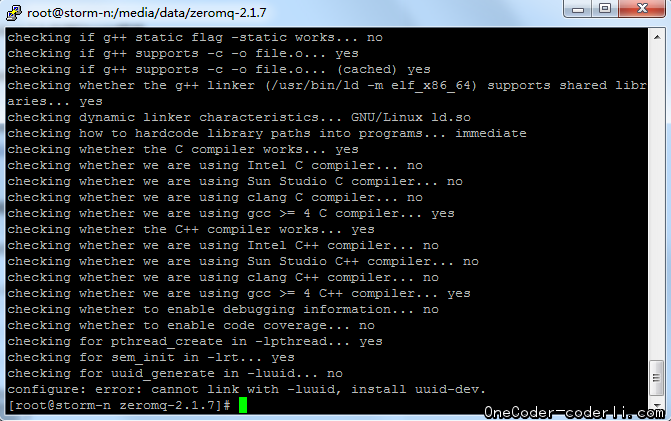 root@storm-n:/media/data/zeromq-2.1.7
checking if g++ static flag -static works... no
checking if g++ supports -c -o file.o... yes
checking if g++ supports -c -o file.o... (cached) yes
checking whether the g++ linker (/usr/bin/ld -m elf_x86_64) supports shared libr
aries... yes
checking dynamic linker characteristics... GNU/Linux ld.so
checking how to hardcode library paths into programs... immediate
checking whether the C compiler works... yes
checking whether we are using Intel C compiler... no
checking whether we are using Sun Studio C compiler... no
checking whether we are using clang C compiler... no
checking whether we are using gcc >= 4 C compiler... yes
checking whether the C++ compiler works... yes
checking whether we are using Intel C++ compiler... no
checking whether we are using Sun Studio C++ compiler... no
checking whether we are using clang C++ compiler... no
checking whether we are using gcc >= 4 C++ compiler... yes
checking whether to enable debugging information... no
checking whether to enable code coverage... no
checking for pthread_create in -lpthread... yes
checking for sem_init in -lrt... yes
checking for uuid_generate in -luuid... no
configure: error: cannot link with -luuid, install uuid-dev.
[root@storm-n zeromq-2.1.7]#
OneCoder-coderli.com